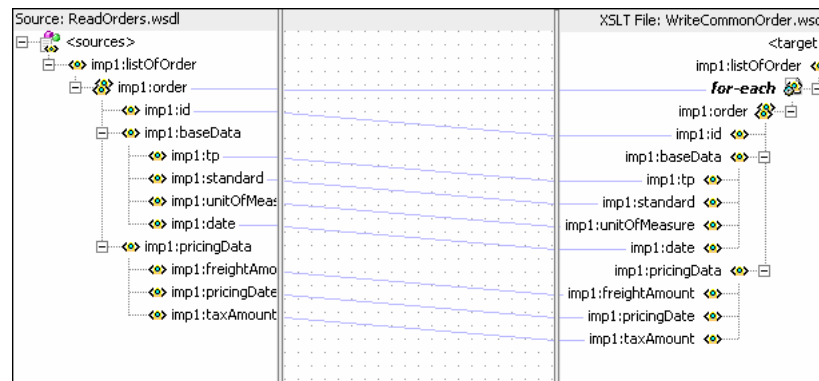 Source: ReadOrders.wsdl
<sources>
imp1:listOfOrder
imp1:order
imp1:id
imp1:baseData
imp1:tp
imp1:standard
imp1:unitOfMeas
imp1:date
imp1:pricingData
imp1:freightAmo
imp1:pricingDate
imp1:taxAmount
XSLT File: WriteCommonOrder.wsd
<target
imp1:listOfOrder
for-each
imp1:order
imp1:id
imp1:baseData
imp1:tp
imp1:standard
imp1:unitOfMeasure
imp1:date
imp1:pricingData
imp1:freightAmount
imp1:pricingDate
imp1:taxAmount